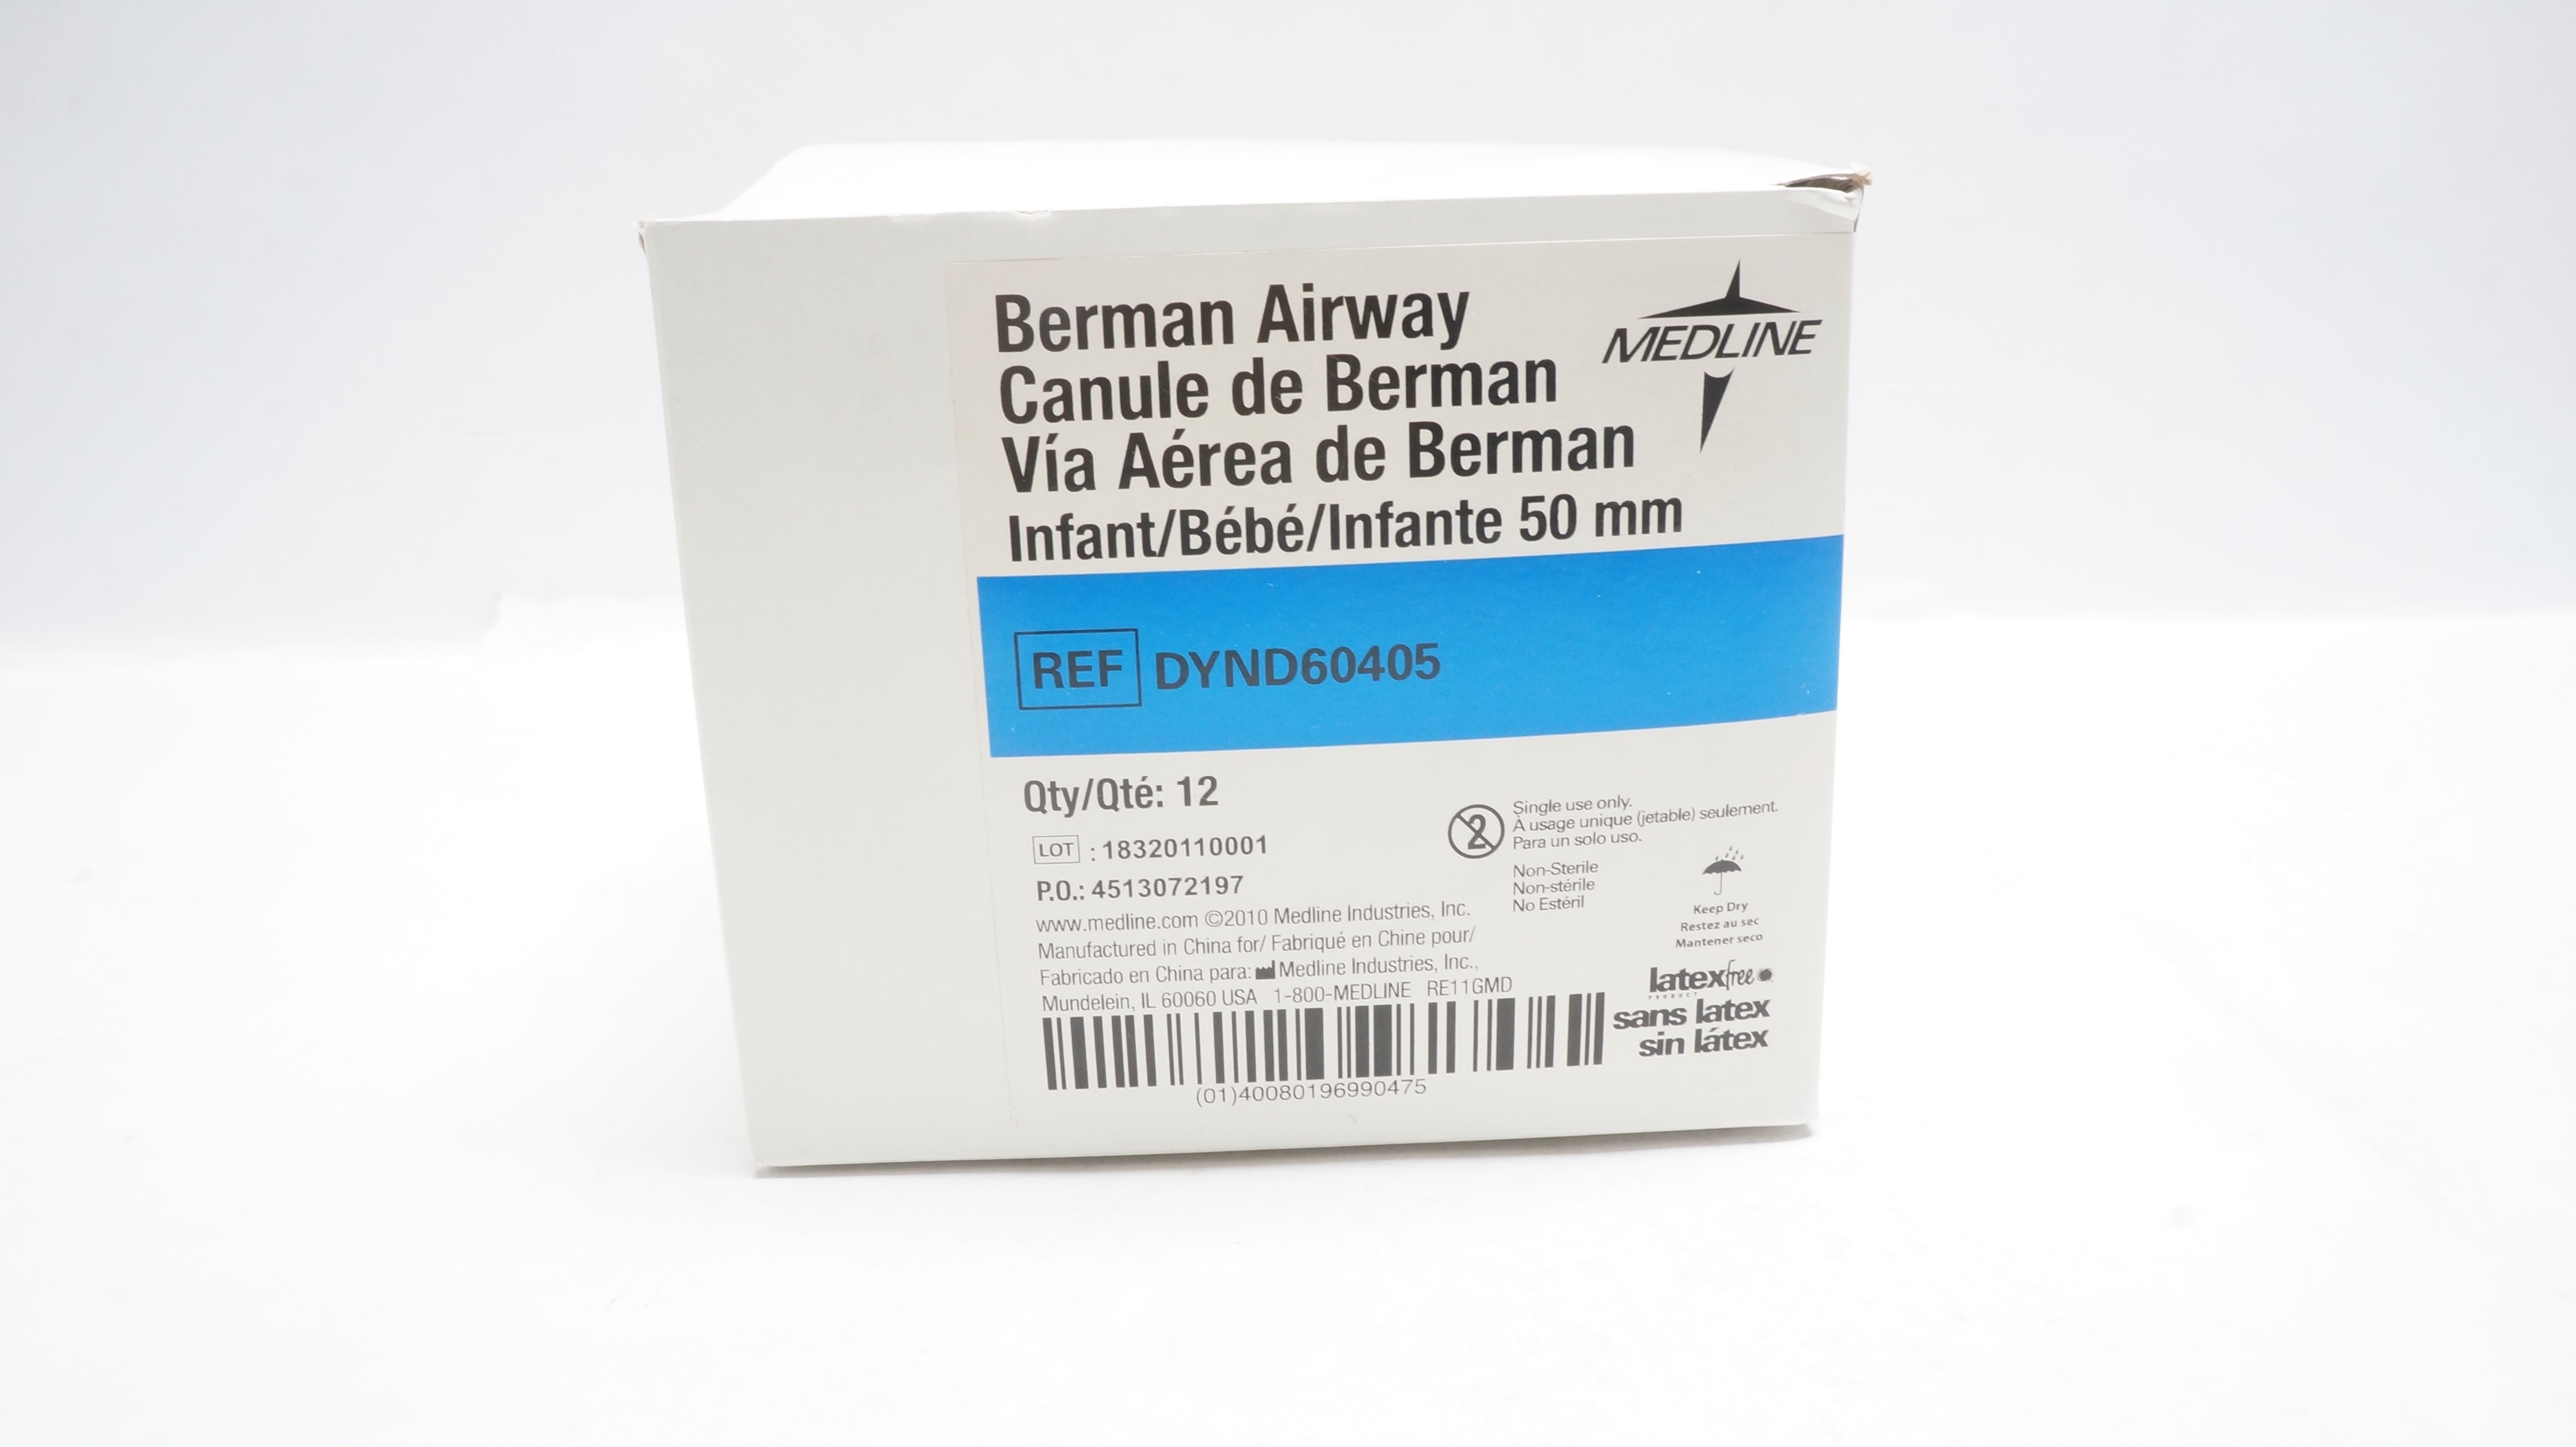 Berman Airway
Canule de Berman
Vía Aérea de Berman
Infant/Bébé/Infante 50 mm
MEDLINE
REF DYND60405
Qty/Qté: 12
LOT : 18320110001
P.O.: 4513072197
www.medline.com ©2010 Medline Industries, Inc.
Manufactured in China for/ Fabriqué en Chine pour/
Fabricado en China para: Medline Industries, Inc.,
Mundelein, IL 60060 USA 1-800-MEDLINE RE11GMD
(01)40080196990475
2
Single use only.
À usage unique (jetable) seulement.
Para un solo uso.
Non-Sterile
Non-stérile
No Estéril
Keep Dry
Restez au sec
Mantener seco
latexfree
PRODUCT
sans latex
sin látex